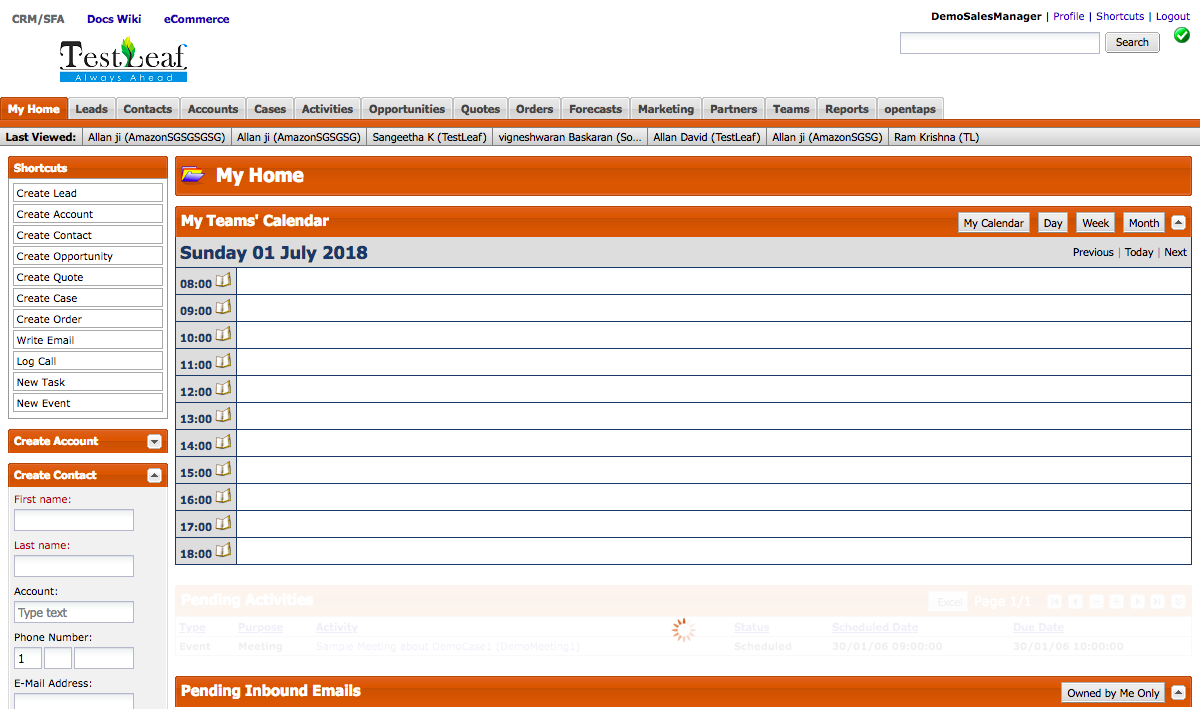 CRM/SFA Docs Wiki eCommerce
DemoSalesManager | Profile | Shortcuts | Logout
Search
TestLeaf
Always Ahead
My Home Leads Contacts Accounts Cases Activities Opportunities Quotes Orders Forecasts Marketing Partners Teams Reports opentaps
Last Viewed: Allan ji (AmazonSGSGSGSG) Allan ji (AmazonSGSGSG) Sangeetha K (TestLeaf) vigneshwaran Baskaran (So... Allan David (TestLeaf) Allan ji (AmazonSGSG) Ram Krishna (TL)
Shortcuts
Create Lead
Create Account
Create Contact
Create Opportunity
Create Quote
Create Case
Create Order
Write Email
Log Call
New Task
New Event
Create Account
Create Contact
First name:
Last name:
Account:
Type text
Phone Number:
1
E-Mail Address:
My Home
My Teams' Calendar My Calendar Day Week Month
Sunday 01 July 2018 Previous | Today | Next
08:00
09:00
10:00
11:00
12:00
13:00
14:00
15:00
16:00
17:00
18:00
Pending Activities Excel Page 1/1
Type Purpose Activity Status Scheduled Date Due Date
Event Meeting Sample Meeting about DemoCase1 [DemoMeeting1] Scheduled 30/01/06 09:00:00 30/01/06 10:00:00
Pending Inbound Emails Owned by Me Only